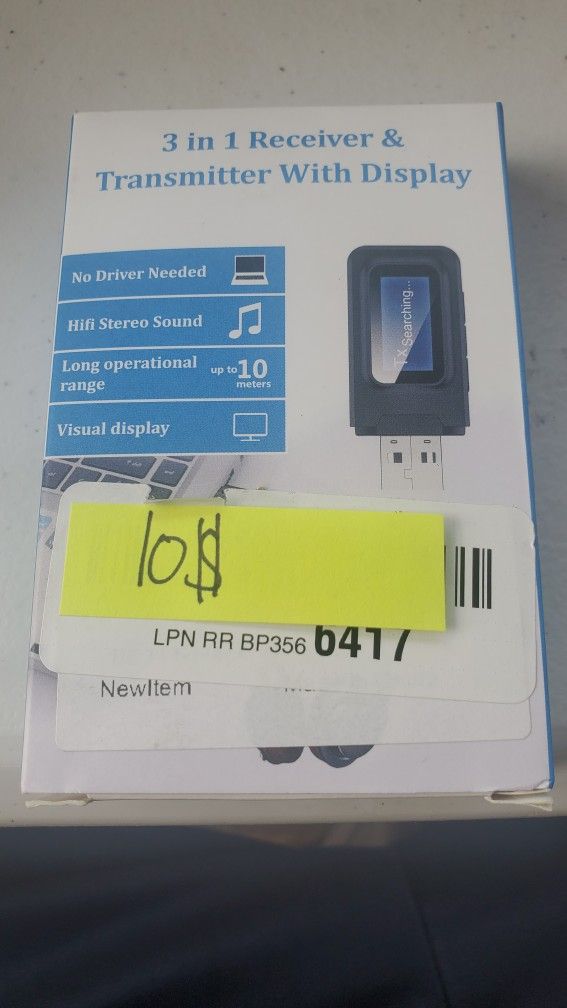 3 in 1 Receiver &
Transmitter With Display
No Driver Needed
Hifi Stereo Sound
Long operational
range
up to 10
meters
Visual display
TX Searching...
10$
LPN RR BP356 6417
NewItem